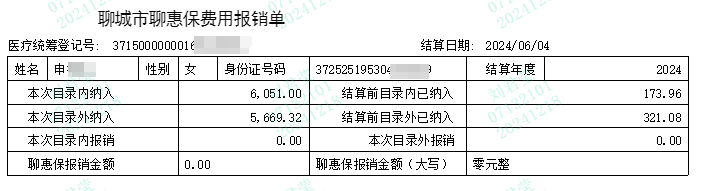 聊城市聊惠保费用报销单
医疗统筹登记号: 371500000016 结算日期: 2024/06/04
姓名 申 性别 女 身份证号码 37252519530 9 结算年度 2024
本次目录内纳入 6,051.00 结算前目录内已纳入 173.96
本次目录外纳入 5,669.32 结算前目录外已纳入 321.08
本次目录内报销 0.00 本次目录外报销 0.00
聊惠保报销金额 0.00 聊惠保报销金额（大写） 零元整
07132101
20241218